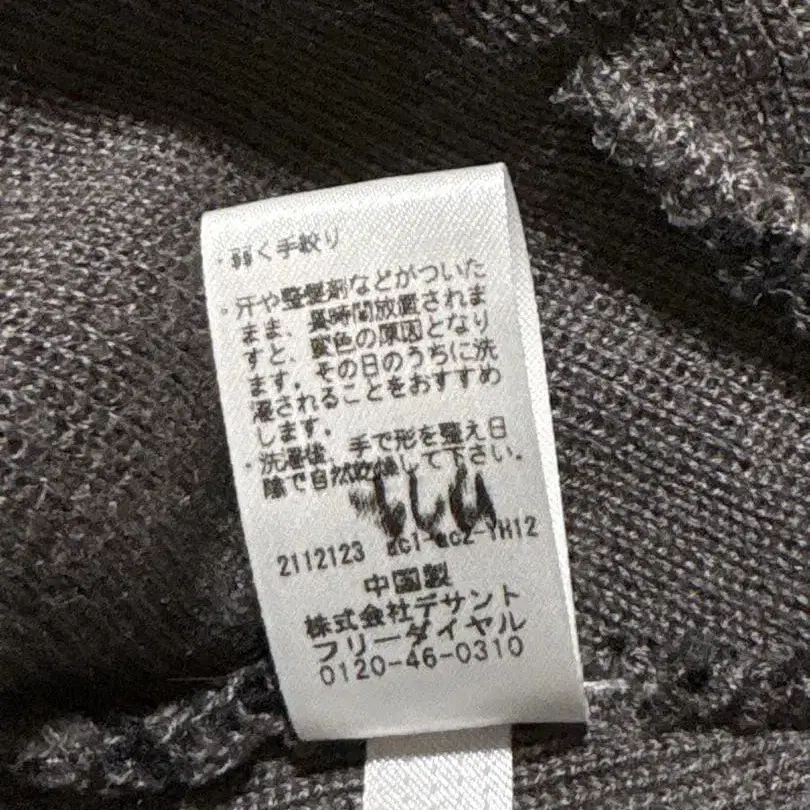 ・弱く手絞り
・汗や整髪剤などがついた
まま、長時間放置されま
すと、変色の原因となり
ます。その日のうちに洗
濯されることをおすすめ
します。
・洗濯後、手で形を整え日
陰で自然乾燥して下さい。
2112123
中国製
株式会社デサント
フリーダイヤル
0120-46-0310